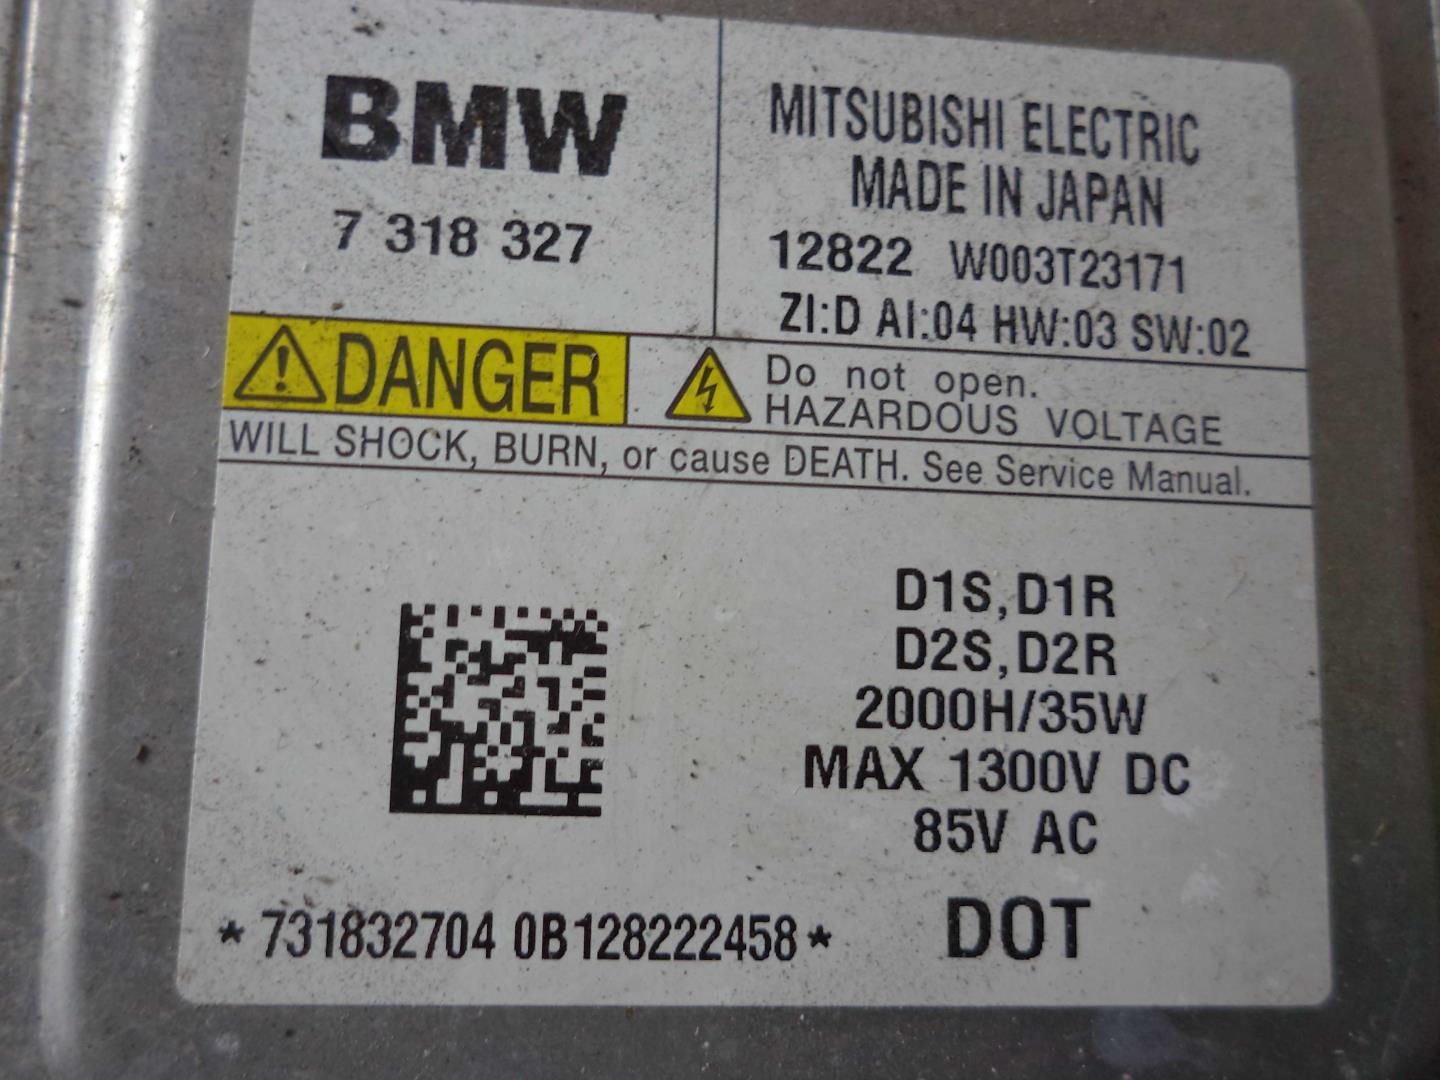 BMW
7 318 327
MITSUBISHI ELECTRIC
MADE IN JAPAN
12822 W003T23171
ZI:D AI:04 HW:03 SW:02
DANGER
Do not open.
HAZARDOUS VOLTAGE
WILL SHOCK, BURN, or cause DEATH. See Service Manual.
D1S,D1R
D2S,D2R
2000H/35W
MAX 1300V DC
85V AC
DOT
*731832704 0B128222458*